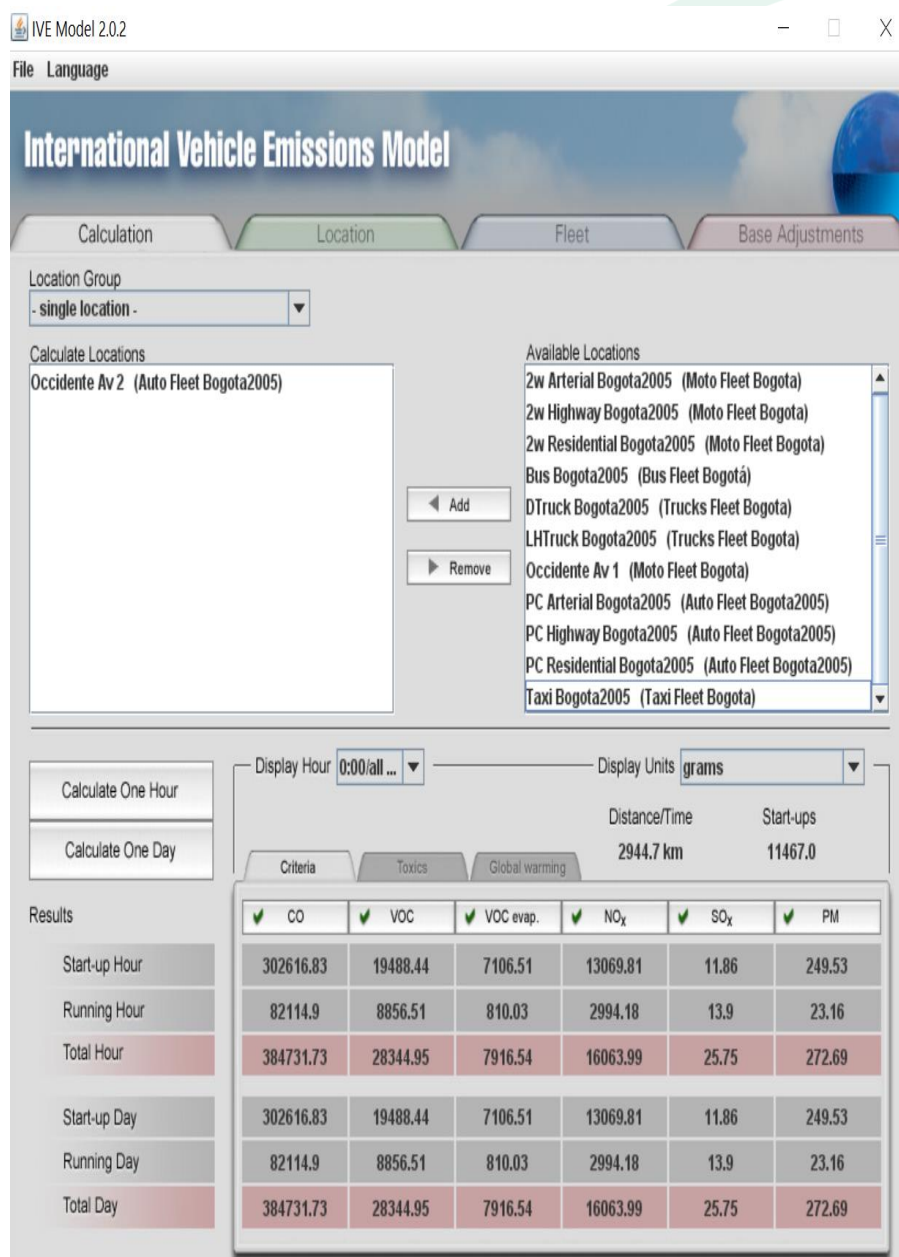 IVE Model 2.0.2
File Language
International Vehicle Emissions Model
Calculation Location Fleet Base Adjustments
Location Group
- single location -
Calculate Locations
Occidente Av 2 (Auto Fleet Bogota2005)
Add
Remove
Available Locations
2w Arterial Bogota2005 (Moto Fleet Bogota)
2w Highway Bogota2005 (Moto Fleet Bogota)
2w Residential Bogota2005 (Moto Fleet Bogota)
Bus Bogota2005 (Bus Fleet Bogotá)
DTruck Bogota2005 (Trucks Fleet Bogota)
LHTruck Bogota2005 (Trucks Fleet Bogota)
Occidente Av 1 (Moto Fleet Bogota)
PC Arterial Bogota2005 (Auto Fleet Bogota2005)
PC Highway Bogota2005 (Auto Fleet Bogota2005)
PC Residential Bogota2005 (Auto Fleet Bogota2005)
Taxi Bogota2005 (Taxi Fleet Bogota)
Calculate One Hour
Calculate One Day
Display Hour 0:00/all ... Display Units grams
Distance/Time Start-ups
2944.7 km 11467.0
Criteria Toxics Global warming
Results CO VOC VOC evap. NOx SOx PM
Start-up Hour 302616.83 19488.44 7106.51 13069.81 11.86 249.53
Running Hour 82114.9 8856.51 810.03 2994.18 13.9 23.16
Total Hour 384731.73 28344.95 7916.54 16063.99 25.75 272.69
Start-up Day 302616.83 19488.44 7106.51 13069.81 11.86 249.53
Running Day 82114.9 8856.51 810.03 2994.18 13.9 23.16
Total Day 384731.73 28344.95 7916.54 16063.99 25.75 272.69